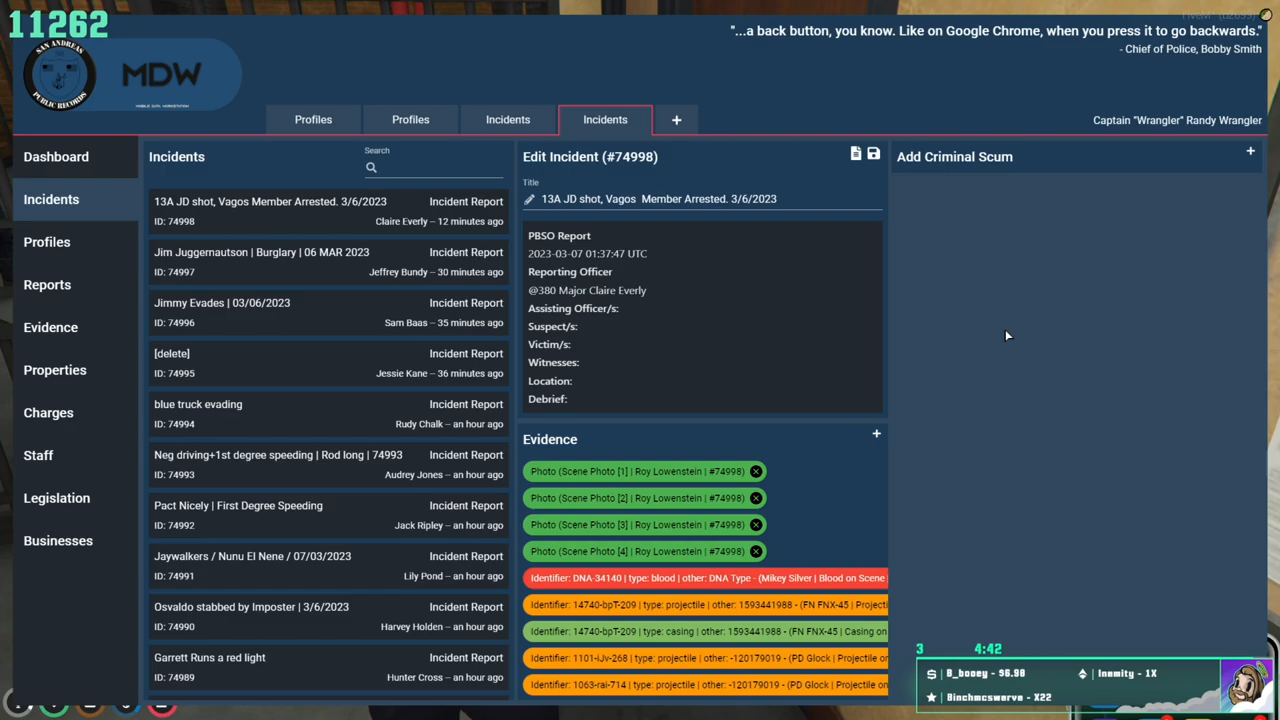 11262
"...a back button, you know. Like on Google Chrome, when you press it to go backwards."
- Chief of Police, Bobby Smith
SAN ANDREAS
PUBLIC RECORDS
MDW
MOBILE DATA WORKSTATION
Profiles
Profiles
Incidents
Incidents
+
Captain "Wrangler" Randy Wrangler
Dashboard
Incidents
Profiles
Reports
Evidence
Properties
Charges
Staff
Legislation
Businesses
Incidents
Search
13A JD shot, Vagos Member Arrested. 3/6/2023 Incident Report
ID: 74998 Claire Everly -- 12 minutes ago
Jim Juggernautson | Burglary | 06 MAR 2023 Incident Report
ID: 74997 Jeffrey Bundy -- 30 minutes ago
Jimmy Evades | 03/06/2023 Incident Report
ID: 74996 Sam Baas -- 35 minutes ago
[delete] Incident Report
ID: 74995 Jessie Kane -- 36 minutes ago
blue truck evading Incident Report
ID: 74994 Rudy Chalk -- an hour ago
Neg driving+1st degree speeding | Rod long | 74993 Incident Report
ID: 74993 Audrey Jones -- an hour ago
Pact Nicely | First Degree Speeding Incident Report
ID: 74992 Jack Ripley -- an hour ago
Jaywalkers / Nunu El Nene / 07/03/2023 Incident Report
ID: 74991 Lily Pond -- an hour ago
Osvaldo stabbed by Imposter | 3/6/2023 Incident Report
ID: 74990 Harvey Holden -- an hour ago
Garrett Runs a red light Incident Report
ID: 74989 Hunter Cross -- an hour ago
Edit Incident (#74998)
Title
13A JD shot, Vagos  Member Arrested. 3/6/2023
PBSO Report
2023-03-07 01:37:47 UTC
Reporting Officer
@380 Major Claire Everly
Assisting Officer/s:
Suspect/s:
Victim/s:
Witnesses:
Location:
Debrief:
Evidence +
Photo (Scene Photo [1] | Roy Lowenstein | #74998)
Photo (Scene Photo [2] | Roy Lowenstein | #74998)
Photo (Scene Photo [3] | Roy Lowenstein | #74998)
Photo (Scene Photo [4] | Roy Lowenstein | #74998)
Identifier: DNA-34140 | type: blood | other: DNA Type - (Mikey Silver | Blood on Scene
Identifier: 14740-bpT-209 | type: projectile | other: 1593441988 - (FN FNX-45 | Projecti
Identifier: 14740-bpT-209 | type: casing | other: 1593441988 - (FN FNX-45 | Casing on
Identifier: 1101-iJv-268 | type: projectile | other: -120179019 - (PD Glock | Projectile o
Identifier: 1063-rai-714 | type: projectile | other: -120179019 - (PD Glock | Projectile o
Add Criminal Scum +
3 4:42
B_booey - $6.90 Inemity - 1X
Binchmcswerve - X22